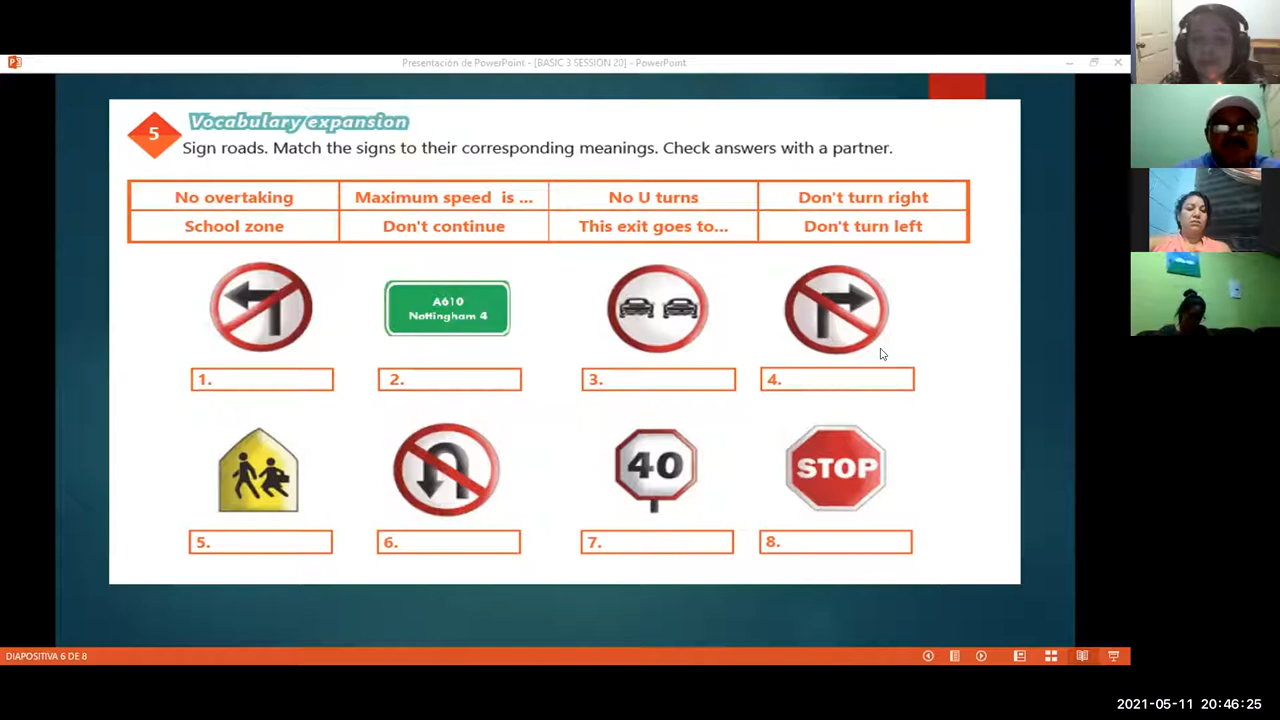 Presentación de PowerPoint - [BASIC 3 SESSION 20] - PowerPoint
5
Vocabulary expansion
Sign roads. Match the signs to their corresponding meanings. Check answers with a partner.
No overtaking
Maximum speed is ...
No U turns
Don't turn right
School zone
Don't continue
This exit goes to...
Don't turn left
A610
Nottingham 4
1.
2.
3.
4.
40
STOP
5.
6.
7.
8.
DIAPOSITIVA 6 DE 8
2021-05-11 20:46:25